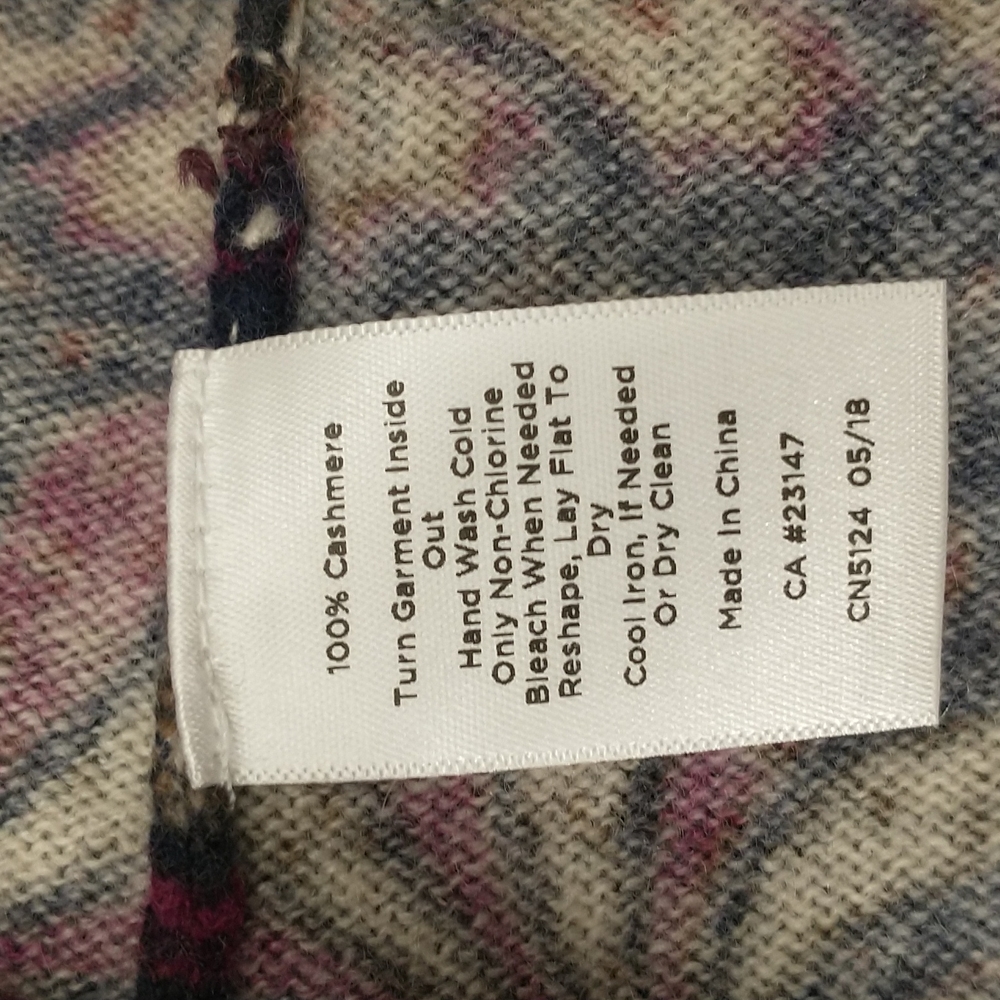 100% Cashmere
Turn Garment Inside
Out
Hand Wash Cold
Only Non-Chlorine
Bleach When Needed
Reshape, Lay Flat To
Dry
Cool Iron, If Needed
Or Dry Clean
Made In China
CA #23147
CN5124 05/18